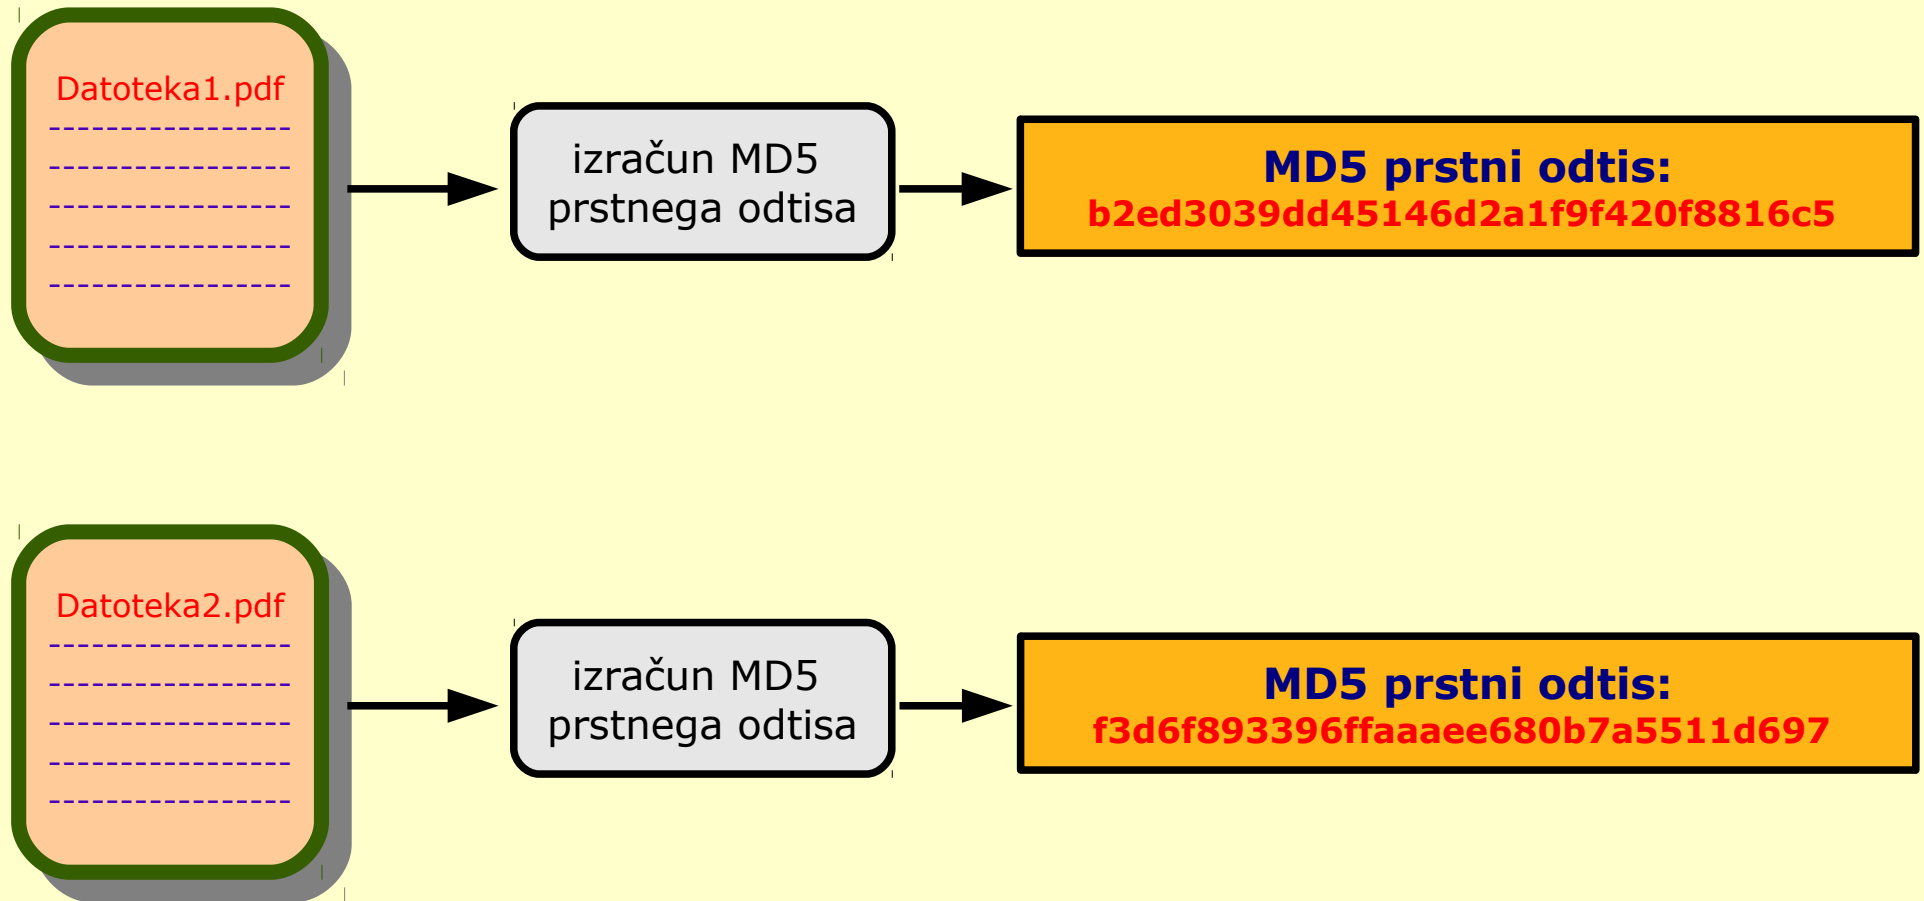 Datoteka1.pdf
-----------------
-----------------
-----------------
-----------------
-----------------
izračun MD5
prstnega odtisa
MD5 prstni odtis:
b2ed3039dd45146d2a1f9f420f8816c5
Datoteka2.pdf
-----------------
-----------------
-----------------
-----------------
-----------------
izračun MD5
prstnega odtisa
MD5 prstni odtis:
f3d6f893396ffaaaee680b7a5511d697